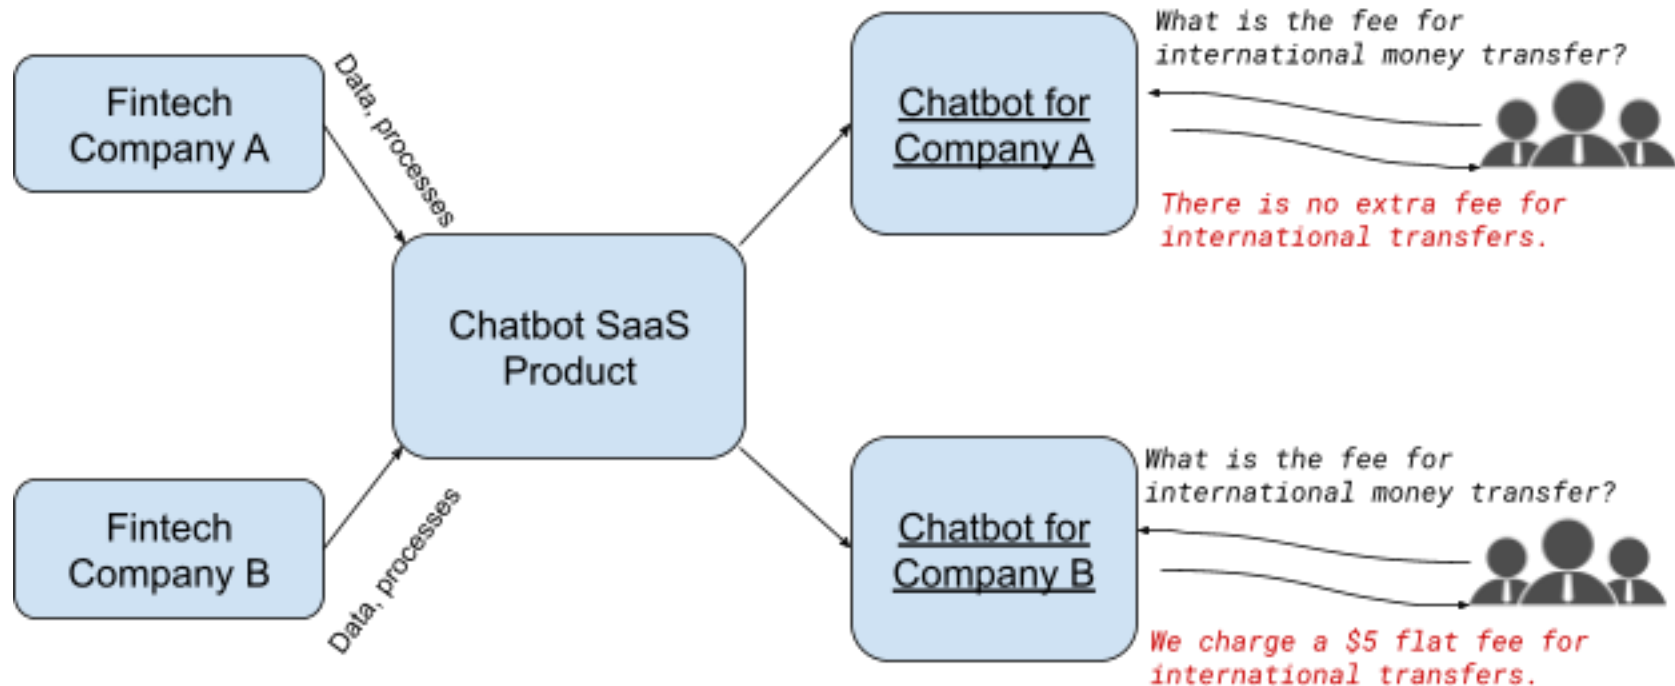 Fintech
Company A
Data, processes
Chatbot SaaS
Product
Fintech
Company B
Data, processes
Chatbot for
Company A
What is the fee for
international money transfer?
There is no extra fee for
international transfers.
Chatbot for
Company B
What is the fee for
international money transfer?
We charge a $5 flat fee for
international transfers.